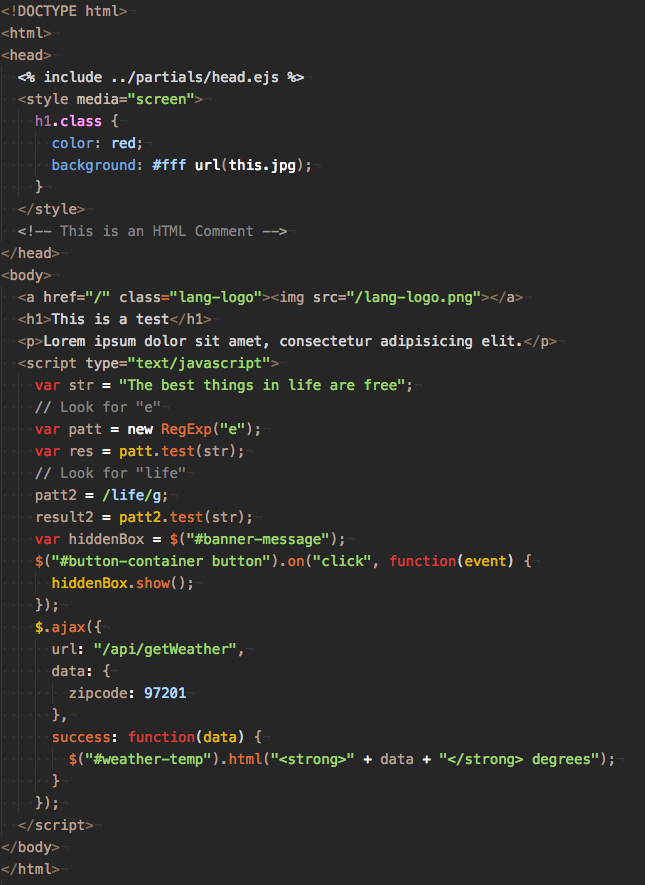 <!DOCTYPE html>
<html>
<head>
  <% include ../partials/head.ejs %>
  <style media="screen">
    h1.class {
      color: red;
      background: #fff url(this.jpg);
    }
  </style>
  <!-- This is an HTML Comment -->
</head>
<body>
  <a href="/" class="lang-logo"><img src="/lang-logo.png"></a>
  <h1>This is a test</h1>
  <p>Lorem ipsum dolor sit amet, consectetur adipisicing elit.</p>
  <script type="text/javascript">
    var str = "The best things in life are free";
    // Look for "e"
    var patt = new RegExp("e");
    var res = patt.test(str);
    // Look for "life"
    patt2 = /life/g;
    result2 = patt2.test(str);
    var hiddenBox = $("#banner-message");
    $("#button-container button").on("click", function(event) {
      hiddenBox.show();
    });
    $.ajax({
      url: "/api/getWeather",
      data: {
        zipcode: 97201
      },
      success: function(data) {
        $("#weather-temp").html("<strong>" + data + "</strong> degrees");
      }
    });
  </script>
</body>
</html>